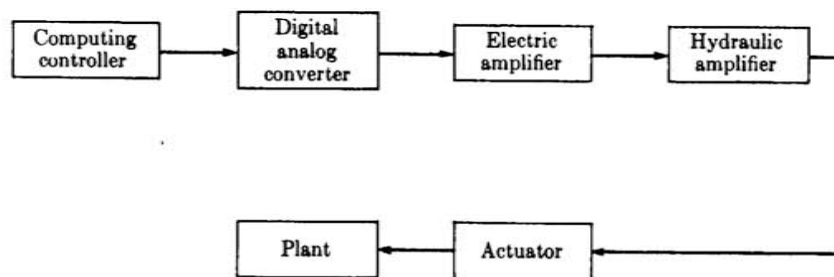 Computing
controller
Digital
analog
converter
Electric
amplifier
Hydraulic
amplifier
Plant
Actuator